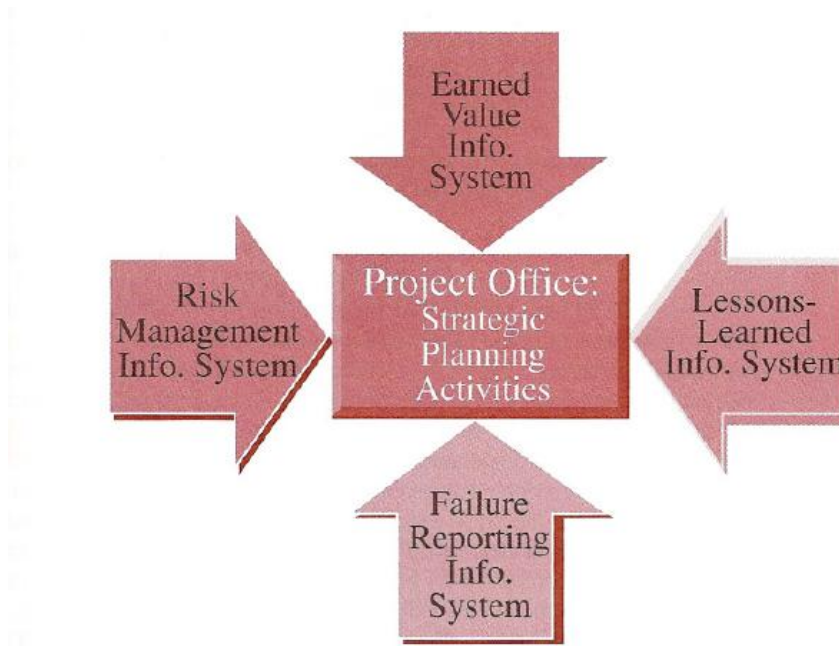 Earned
Value
Info.
System
Risk
Management
Info. System
Project Office:
Strategic
Planning
Activities
Lessons-
Learned
Info. System
Failure
Reporting
Info.
System